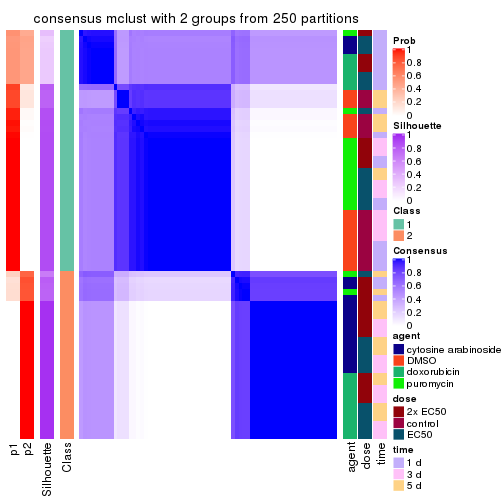 consensus mclust with 2 groups from 250 partitions
Prob
1
0.8
0.6
0.4
0.2
0
Silhouette
1
0.8
0.6
0.4
0.2
0
Class
1
2
Consensus
1
0.8
0.6
0.4
0.2
0
agent
cytosine arabinoside
DMSO
doxorubicin
puromycin
dose
2x EC50
control
EC50
time
1 d
3 d
5 d
p1
p2
Silhouette
Class
agent
dose
time